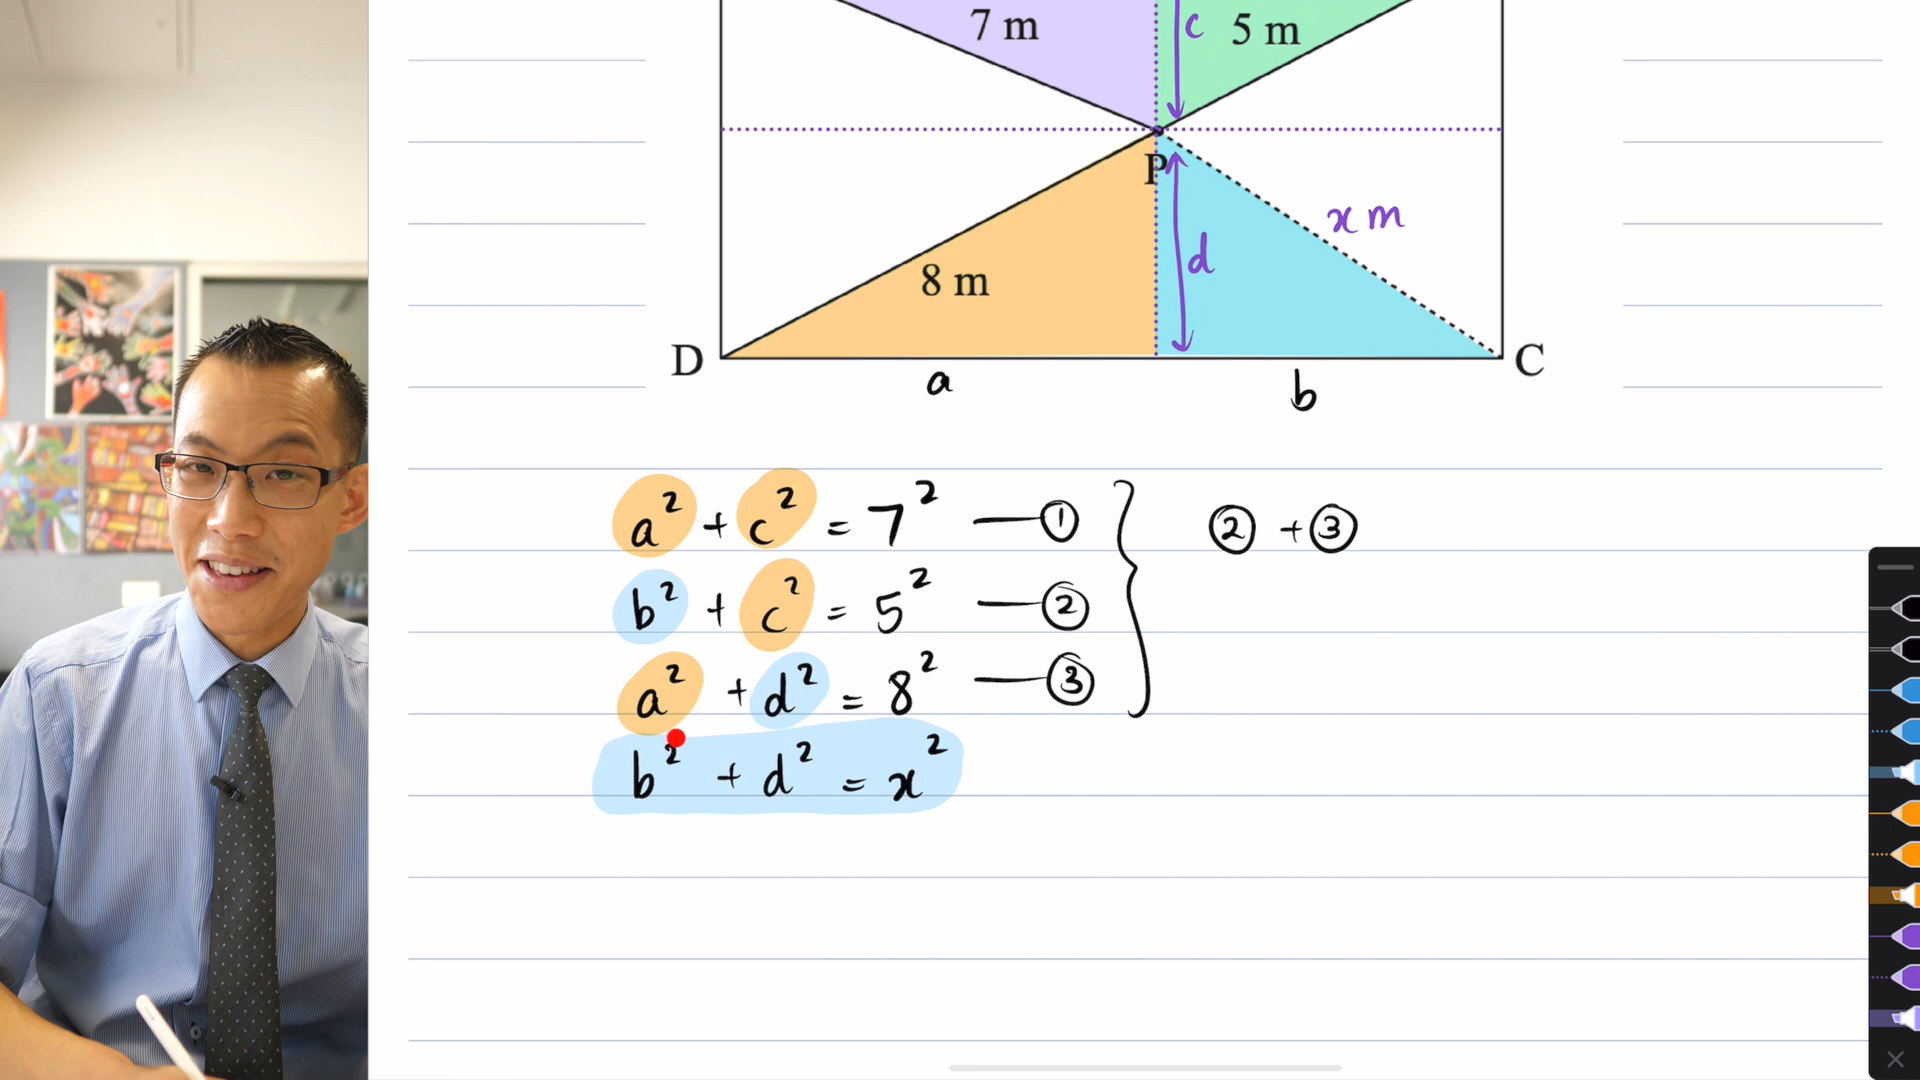 7 m
c
5 m
P
x m
d
8 m
D
a
b
C
a² + c² = 7² — ①
② + ③
b² + c² = 5² — ②
a² + d² = 8² — ③
b² + d² = x²